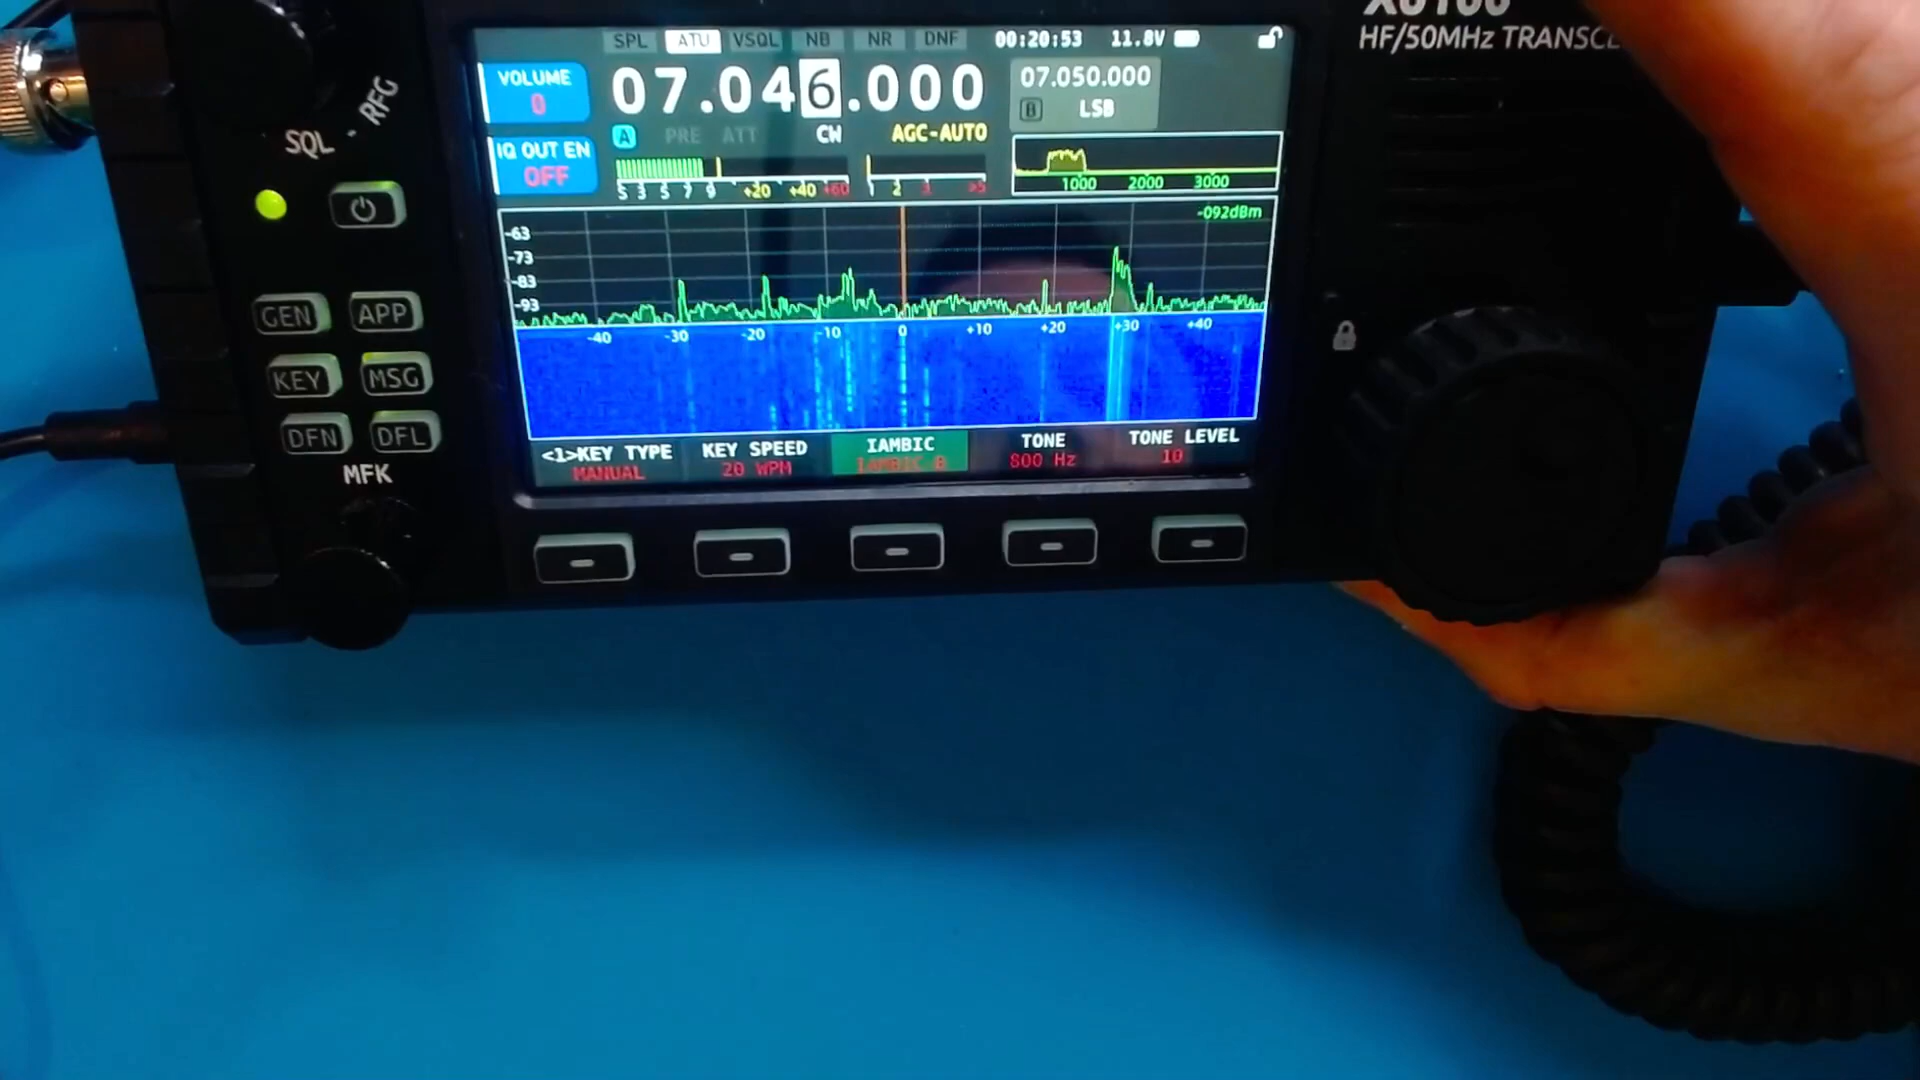 X6100
HF/50MHz TRANSCE
SPL ATU VSQL NB NR DNF 00:20:53 11.8V
VOLUME
0
07.046.000
07.050.000
B LSB
A PRE ATT CW AGC-AUTO
IQ OUT EN
OFF
S 3 5 7 9 +20 +40 +60 1 2 3 >5
1000 2000 3000
-092dBm
-63
-73
-83
-93
-40 -30 -20 -10 0 +10 +20 +30 +40
<1>KEY TYPE KEY SPEED IAMBIC TONE TONE LEVEL
MANUAL 20 WPM IAMBIC B 800 Hz 10
SQL
RFG
GEN APP
KEY MSG
DFN DFL
MFK